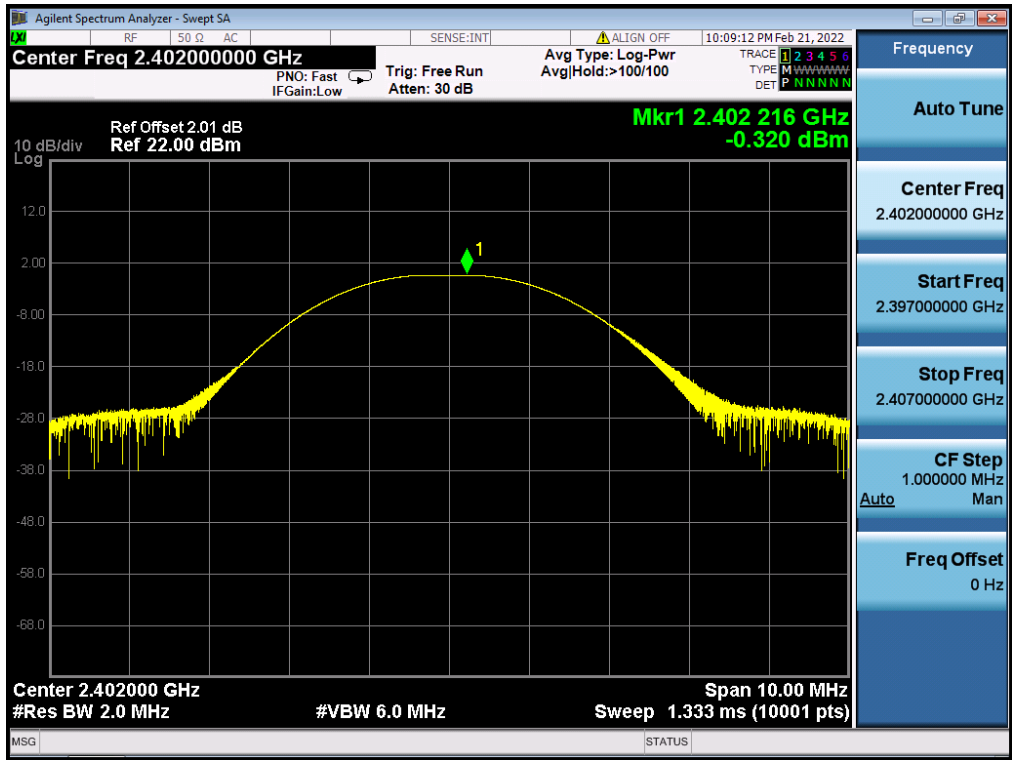 Agilent Spectrum Analyzer - Swept SA
LXI RF 50 Ω AC SENSE:INT ALIGN OFF 10:09:12 PM Feb 21, 2022
Center Freq 2.402000000 GHz
PNO: Fast
IFGain:Low
Trig: Free Run
Atten: 30 dB
Avg Type: Log-Pwr
Avg|Hold:>100/100
TRACE 1 2 3 4 5 6
TYPE M WWWWW
DET P N N N N N
Mkr1 2.402 216 GHz
-0.320 dBm
Ref Offset 2.01 dB
10 dB/div Ref 22.00 dBm
Log
1
12.0
2.00
-8.00
-18.0
-28.0
-38.0
-48.0
-58.0
-68.0
Center 2.402000 GHz Span 10.00 MHz
#Res BW 2.0 MHz #VBW 6.0 MHz Sweep 1.333 ms (10001 pts)
MSG STATUS
Frequency
Auto Tune
Center Freq
2.402000000 GHz
Start Freq
2.397000000 GHz
Stop Freq
2.407000000 GHz
CF Step
1.000000 MHz
Auto Man
Freq Offset
0 Hz